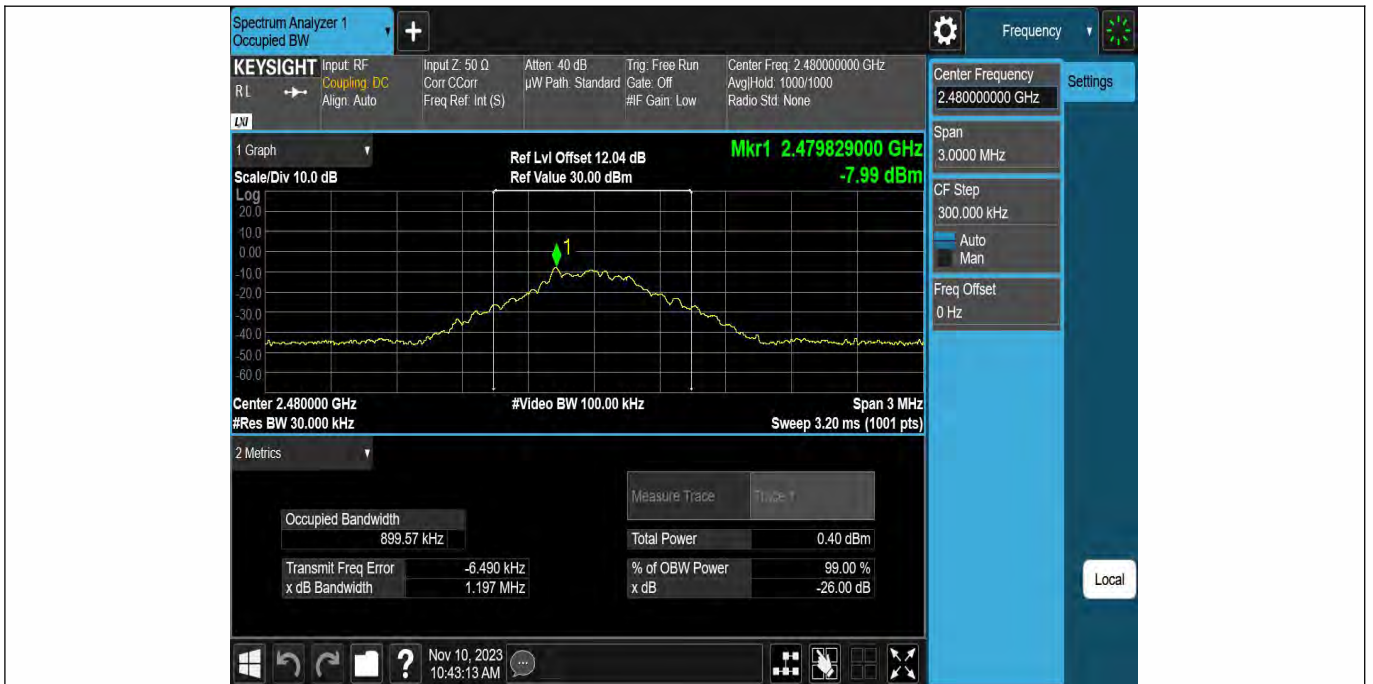 Spectrum Analyzer 1
Occupied BW
+
Frequency
KEYSIGHT
RL
LXI
Input: RF
Coupling: DC
Align: Auto
Input Z: 50 Ω
Corr CCorr
Freq Ref: Int (S)
Atten: 40 dB
µW Path: Standard
Trig: Free Run
Gate: Off
#IF Gain: Low
Center Freq: 2.480000000 GHz
Avg|Hold: 1000/1000
Radio Std: None
Center Frequency
2.480000000 GHz
Settings
Span
3.0000 MHz
CF Step
300.000 kHz
Auto
Man
Freq Offset
0 Hz
Local
1 Graph
Scale/Div 10.0 dB
Ref Lvl Offset 12.04 dB
Ref Value 30.00 dBm
Mkr1 2.479829000 GHz
-7.99 dBm
Log
20.0
10.0
0.00
-10.0
-20.0
-30.0
-40.0
-50.0
-60.0
1
Center 2.480000 GHz
#Video BW 100.00 kHz
Span 3 MHz
#Res BW 30.000 kHz
Sweep 3.20 ms (1001 pts)
2 Metrics
Measure Trace
Trace 1
Occupied Bandwidth
899.57 kHz
Total Power
0.40 dBm
Transmit Freq Error
-6.490 kHz
% of OBW Power
99.00 %
x dB Bandwidth
1.197 MHz
x dB
-26.00 dB
?
Nov 10, 2023
10:43:13 AM